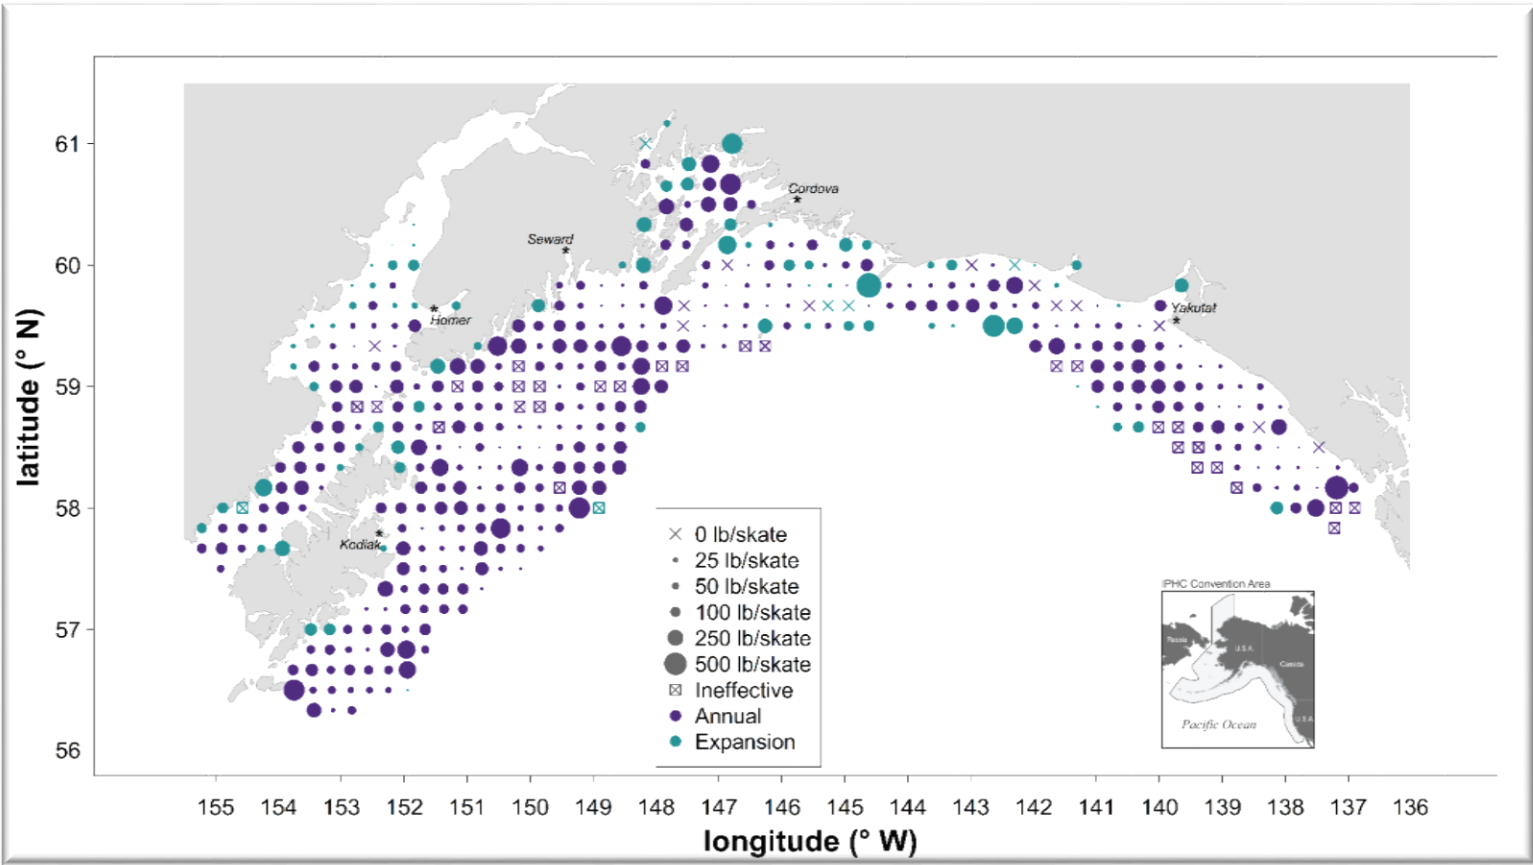 61
60
59
58
57
56
latitude (° N)
Cordova
Seward
Homer
Yakutat
Kodiak
0 lb/skate
25 lb/skate
50 lb/skate
100 lb/skate
250 lb/skate
500 lb/skate
Ineffective
Annual
Expansion
IPHC Convention Area
Russia
U.S.A.
Canada
U.S.A.
Pacific Ocean
155 154 153 152 151 150 149 148 147 146 145 144 143 142 141 140 139 138 137 136
longitude (° W)